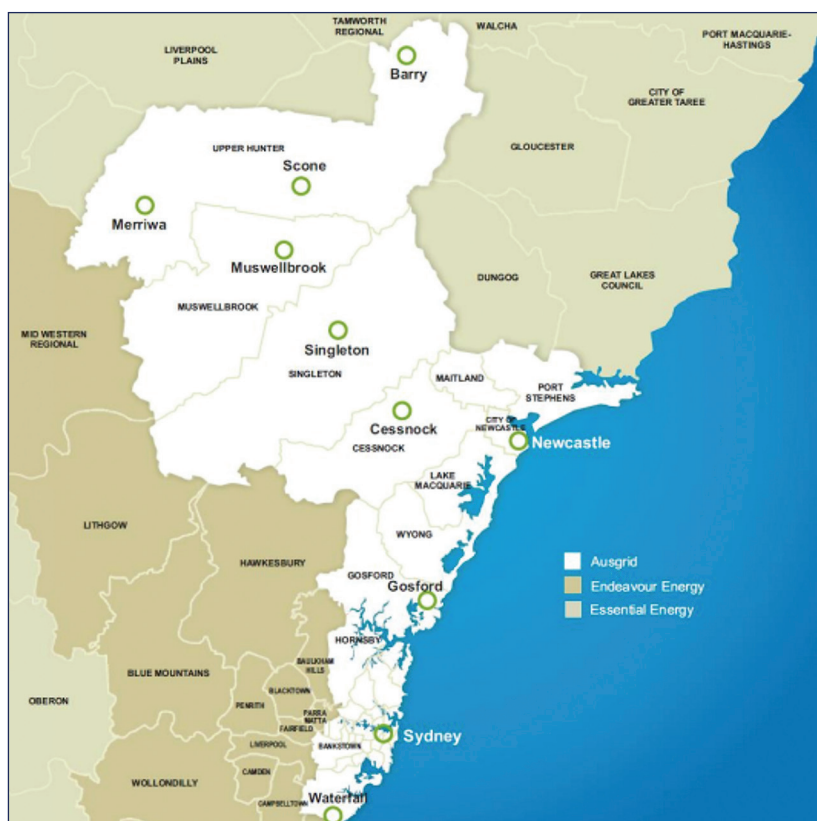 TAMWORTH
REGIONAL
WALCHA
PORT MACQUARIE-
HASTINGS
LIVERPOOL
PLAINS
Barry
CITY OF
GREATER TAREE
UPPER HUNTER
GLOUCESTER
Scone
Merriwa
Muswellbrook
DUNGOG
GREAT LAKES
COUNCIL
MUSWELLBROOK
MID WESTERN
REGIONAL
Singleton
SINGLETON
MAITLAND
PORT
STEPHENS
Cessnock
CITY OF
NEWCASTLE
Newcastle
CESSNOCK
LAKE
MACQUARIE
LITHGOW
WYONG
HAWKESBURY
Ausgrid
GOSFORD
Gosford
Endeavour Energy
Essential Energy
HORNSBY
BAULKHAM
HILLS
BLUE MOUNTAINS
BLACKTOWN
OBERON
PENRITH
PARRA
MATTA
FAIRFIELD
Sydney
LIVERPOOL
BANKSTOWN
CAMDEN
WOLLONDILLY
CAMPBELLTOWN
Waterfall